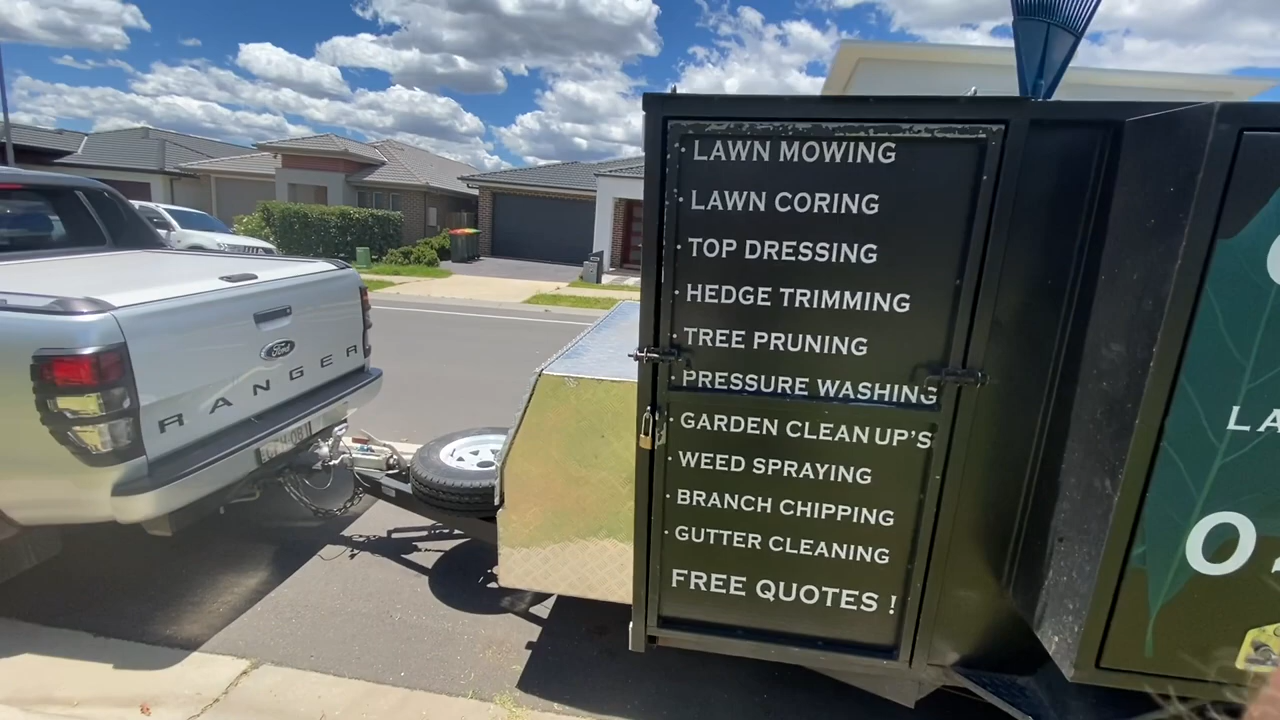 LAWN MOWING
LAWN CORING
TOP DRESSING
HEDGE TRIMMING
TREE PRUNING
PRESSURE WASHING
GARDEN CLEAN UP'S
WEED SPRAYING
BRANCH CHIPPING
GUTTER CLEANING
FREE QUOTES !
Ford
RANGER
LA